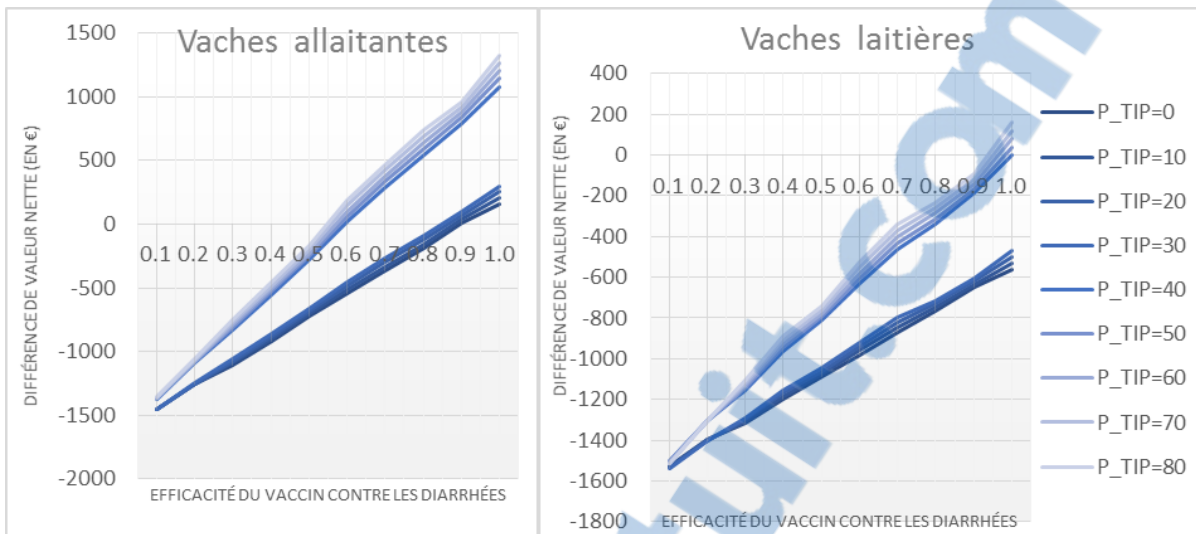 Vaches allaitantes
DIFFÉRENCE DE VALEUR NETTE (EN €)
1500
1000
500
0
-500
-1000
-1500
-2000
0.1 0.2 0.3 0.4 0.5 0.6 0.7 0.8 0.9 1.0
EFFICACITÉ DU VACCIN CONTRE LES DIARRHÉES
Vaches laitières
DIFFÉRENCE DE VALEUR NETTE (EN €)
400
200
0
-200
-400
-600
-800
-1000
-1200
-1400
-1600
-1800
0.1 0.2 0.3 0.4 0.5 0.6 0.7 0.8 0.9 1.0
EFFICACITÉ DU VACCIN CONTRE LES DIARRHÉES
P_TIP=0
P_TIP=10
P_TIP=20
P_TIP=30
P_TIP=40
P_TIP=50
P_TIP=60
P_TIP=70
P_TIP=80